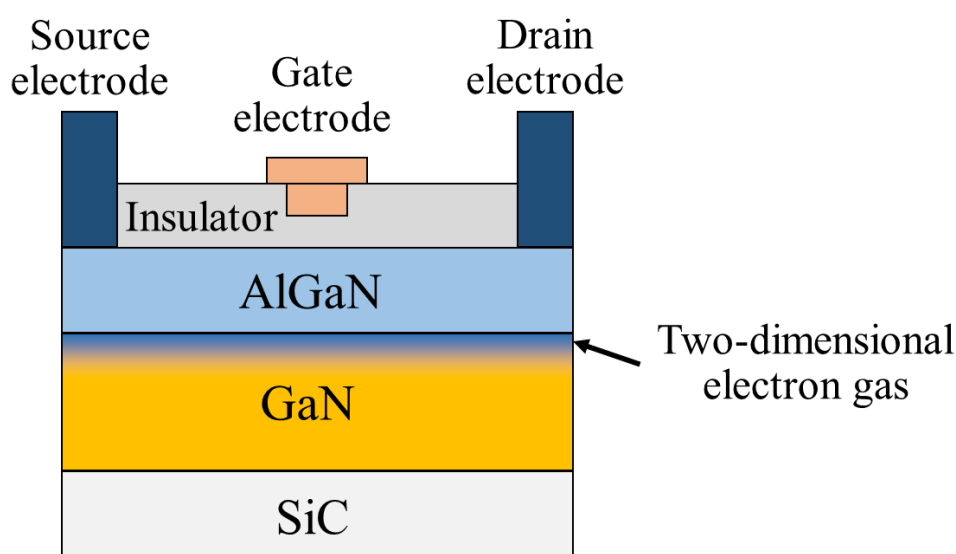 Source
electrode
Gate
electrode
Drain
electrode
Insulator
AlGaN
Two-dimensional
electron gas
GaN
SiC